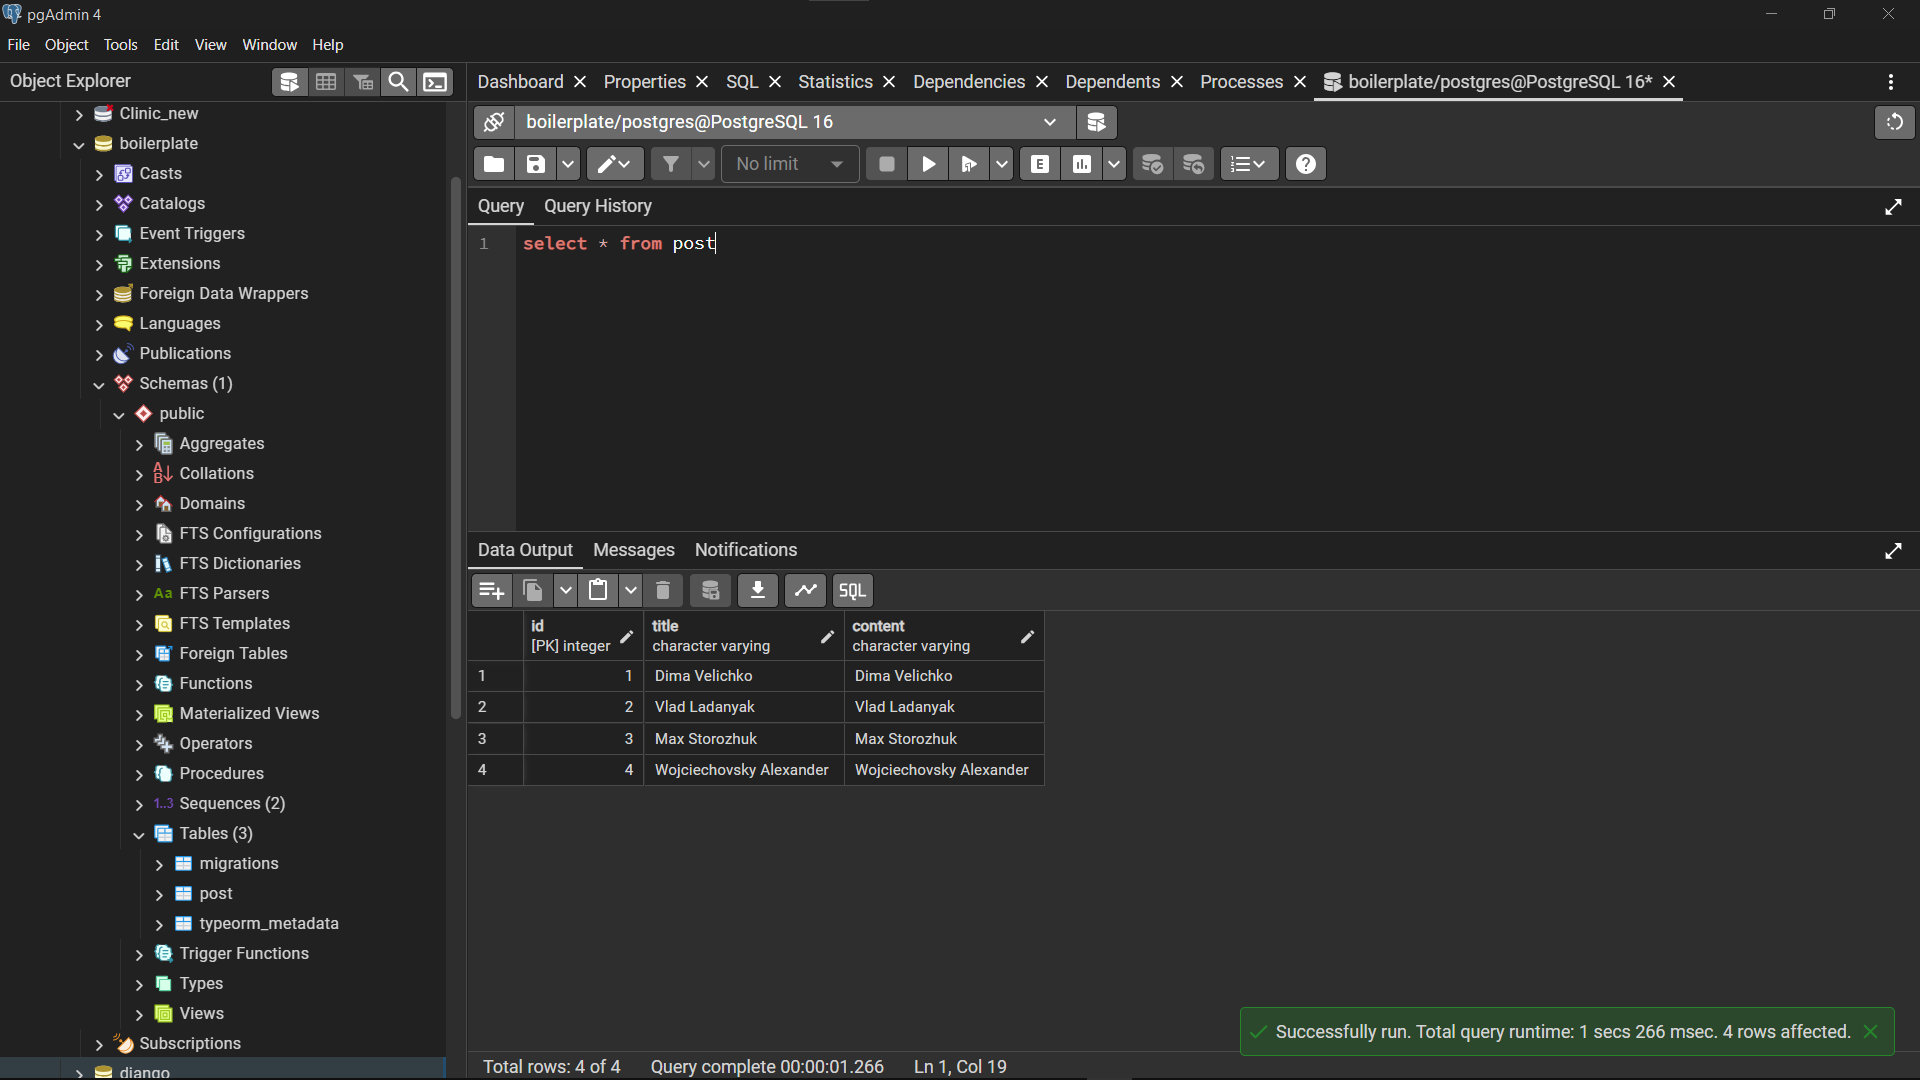 pgAdmin 4
File Object Tools Edit View Window Help
Object Explorer
Dashboard Properties SQL Statistics Dependencies Dependents Processes boilerplate/postgres@PostgreSQL 16*
Clinic_new
boilerplate
Casts
Catalogs
Event Triggers
Extensions
Foreign Data Wrappers
Languages
Publications
Schemas (1)
public
Aggregates
Collations
Domains
FTS Configurations
FTS Dictionaries
Aa FTS Parsers
FTS Templates
Foreign Tables
Functions
Materialized Views
Operators
Procedures
1..3 Sequences (2)
Tables (3)
migrations
post
typeorm_metadata
Trigger Functions
Types
Views
Subscriptions
django
boilerplate/postgres@PostgreSQL 16
No limit
E
Query Query History
1 select * from post
Data Output Messages Notifications
SQL
id title content
[PK] integer character varying character varying
1 1 Dima Velichko Dima Velichko
2 2 Vlad Ladanyak Vlad Ladanyak
3 3 Max Storozhuk Max Storozhuk
4 4 Wojciechovsky Alexander Wojciechovsky Alexander
Successfully run. Total query runtime: 1 secs 266 msec. 4 rows affected.
Total rows: 4 of 4 Query complete 00:00:01.266 Ln 1, Col 19